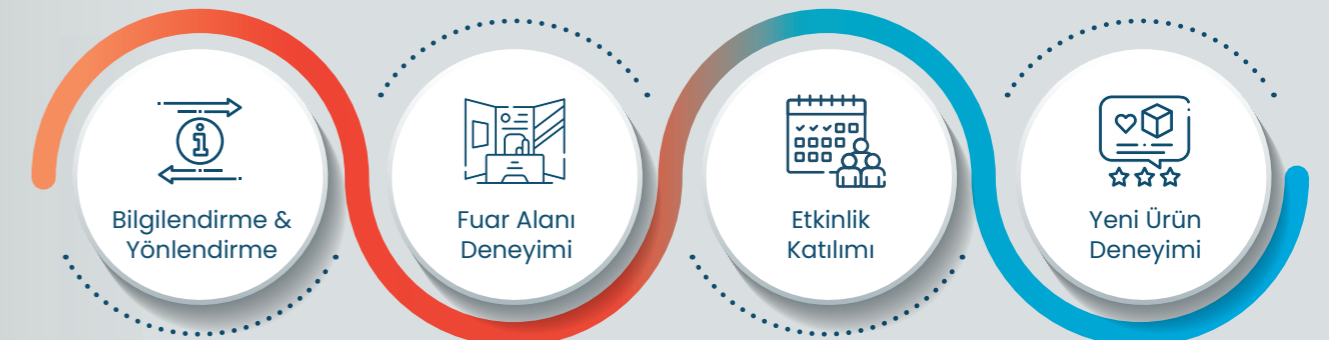 Bilgilendirme &
Yönlendirme
Fuar Alanı
Deneyimi
Etkinlik
Katılımı
Yeni Ürün
Deneyimi